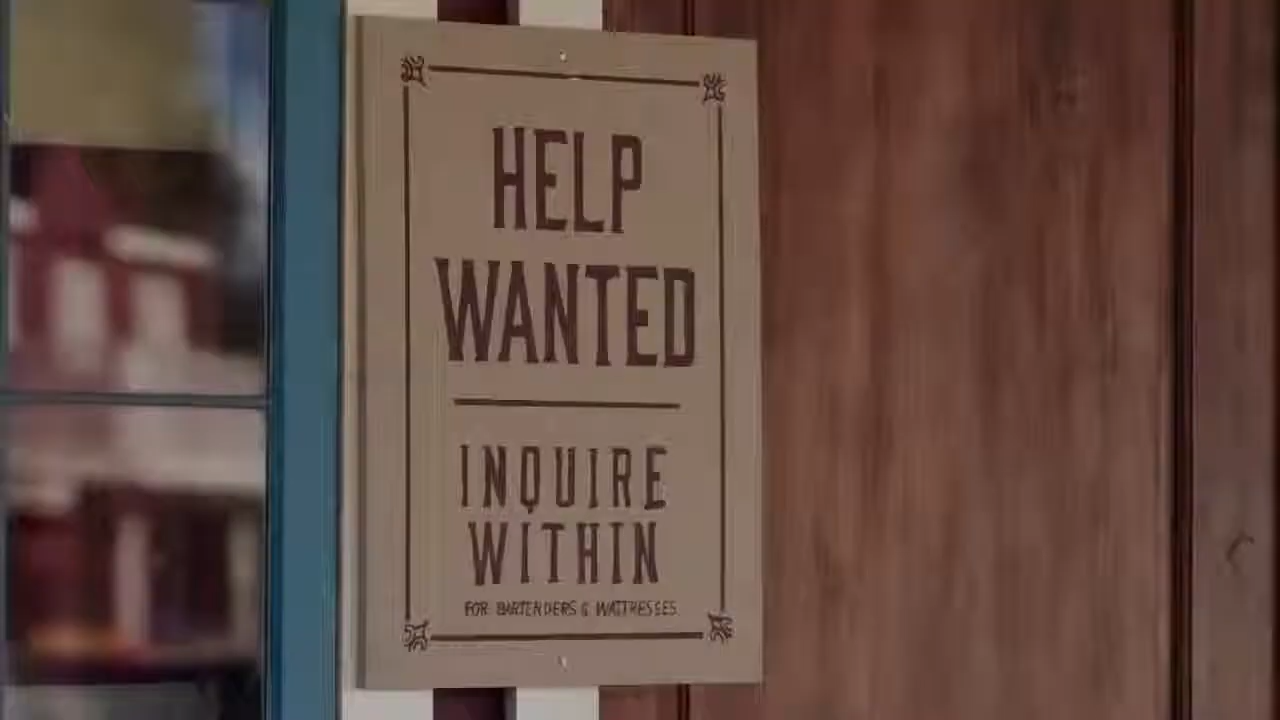 HELP
WANTED
INQUIRE
WITHIN
FOR BARTENDERS & WAITRESSES